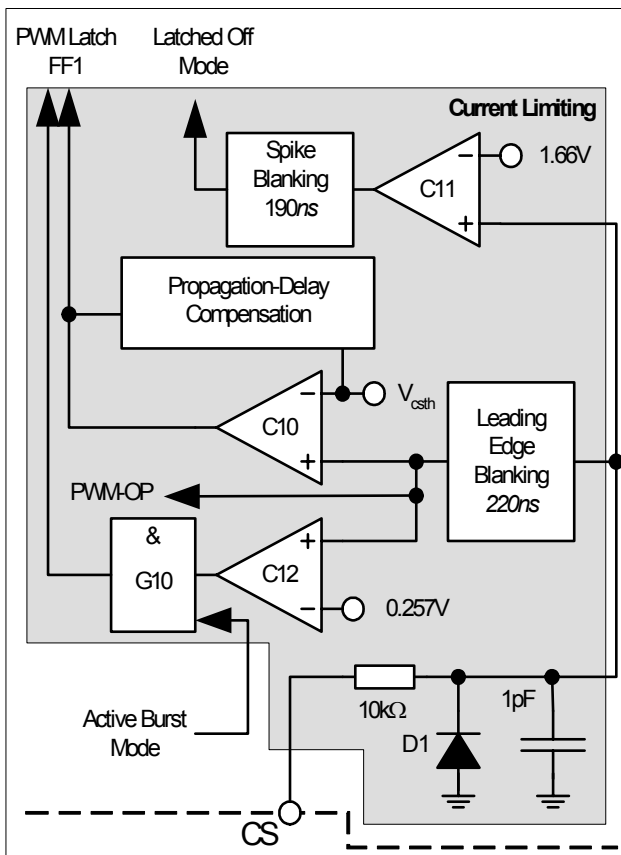 PWM Latch
FF1
Latched Off
Mode
Current Limiting
Spike
Blanking
190ns
C11
1.66V
Propagation-Delay
Compensation
C10
Vcsth
Leading
Edge
Blanking
220ns
PWM-OP
&
G10
C12
0.257V
Active Burst
Mode
10kΩ
D1
1pF
CS
−
+
−
+
+
−